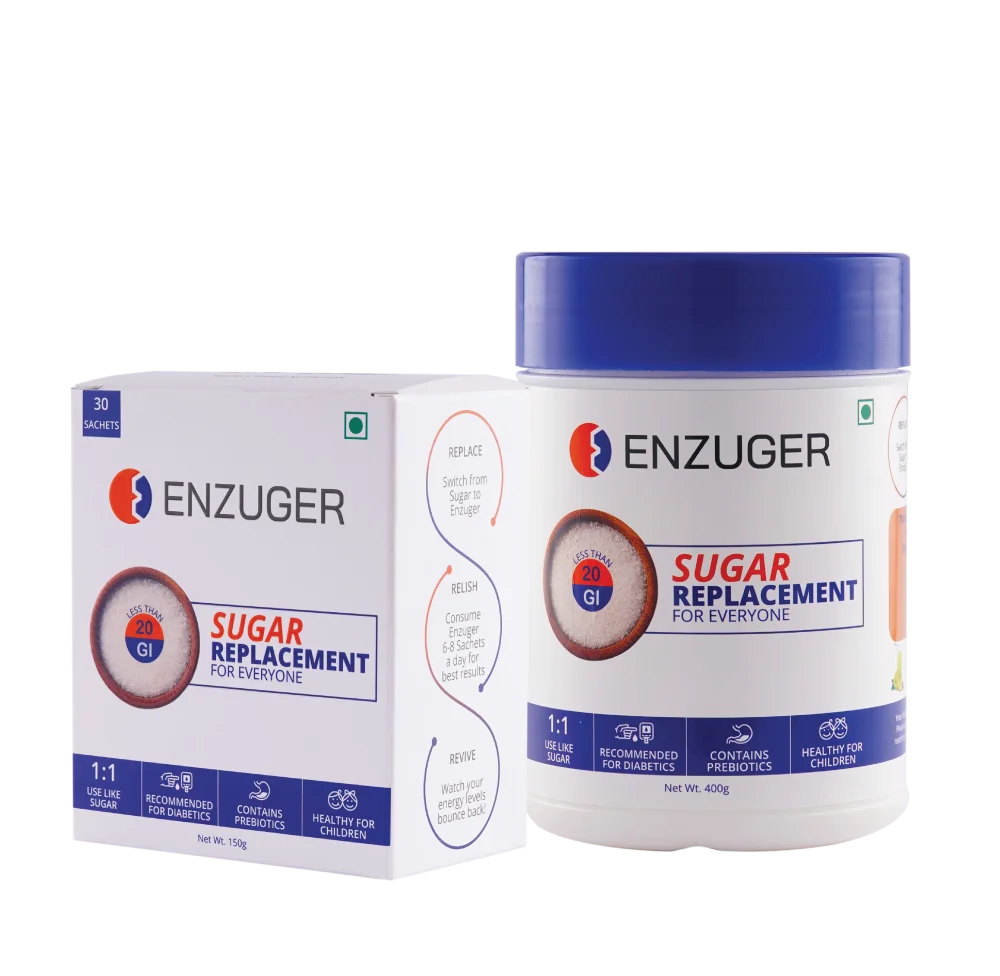 30
SACHETS
ENZUGER
LESS THAN
20
GI
SUGAR
REPLACEMENT
FOR EVERYONE
1:1
USE LIKE
SUGAR
RECOMMENDED
FOR DIABETICS
CONTAINS
PREBIOTICS
HEALTHY FOR
CHILDREN
Net Wt. 150g
REPLACE
Switch from
Sugar to
Enzuger
RELISH
Consume
Enzuger
6-8 Sachets
a day for
best results
REVIVE
Watch your
energy levels
bounce back!
ENZUGER
LESS THAN
20
GI
SUGAR
REPLACEMENT
FOR EVERYONE
1:1
USE LIKE
SUGAR
RECOMMENDED
FOR DIABETICS
CONTAINS
PREBIOTICS
HEALTHY FOR
CHILDREN
Net Wt. 400g